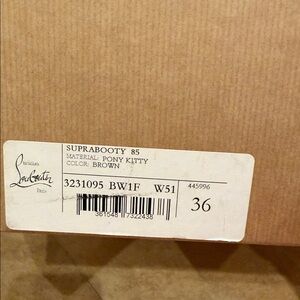 SUPRABOOTY 85
MATERIAL: PONY KITTY
COLOR: BROWN
Christian
Louboutin
Paris
3231095 BW1F W51
445996
36